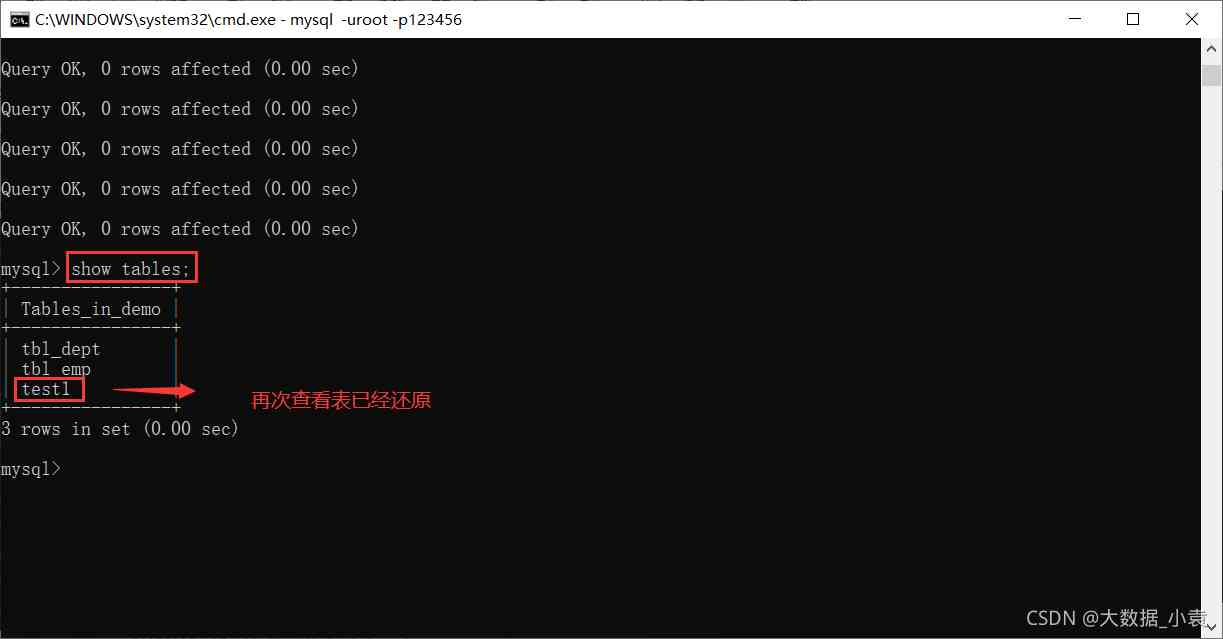 C:\WINDOWS\system32\cmd.exe - mysql  -uroot -p123456
Query OK, 0 rows affected (0.00 sec)
Query OK, 0 rows affected (0.00 sec)
Query OK, 0 rows affected (0.00 sec)
Query OK, 0 rows affected (0.00 sec)
Query OK, 0 rows affected (0.00 sec)
mysql> show tables;
+----------------+
| Tables_in_demo |
+----------------+
| tbl_dept       |
| tbl_emp        |
| test1          |
+----------------+
再次查看表已经还原
3 rows in set (0.00 sec)
mysql>
CSDN @大数据_小袁